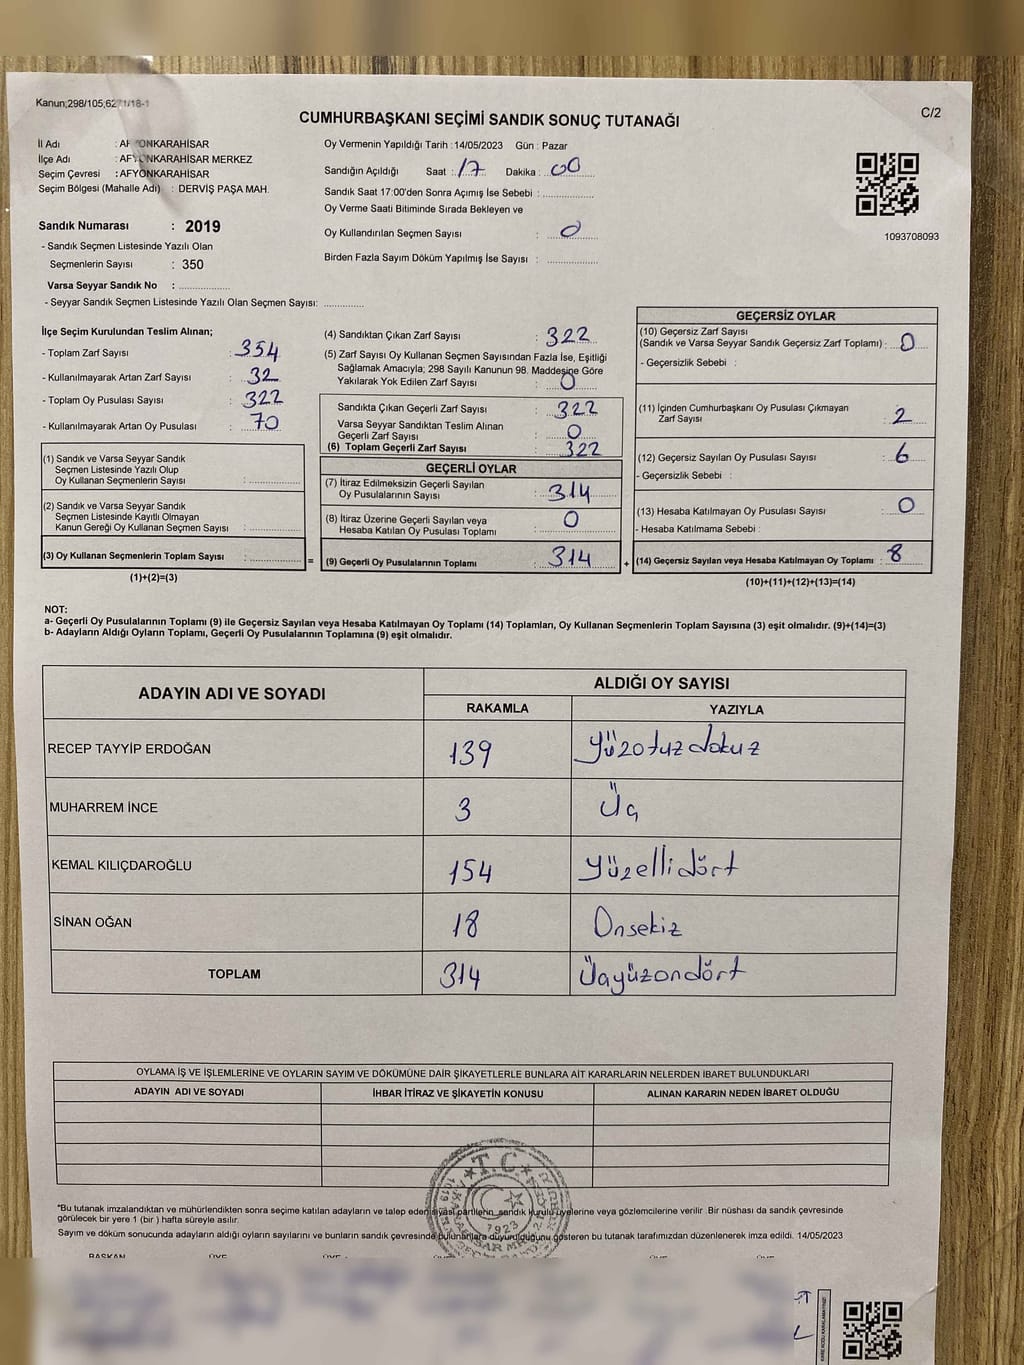 Kanun;298/105;6271/18-1
C/2
CUMHURBAŞKANI SEÇİMİ SANDIK SONUÇ TUTANAĞI
İl Adı : AFYONKARAHİSAR
İlçe Adı : AFYONKARAHİSAR MERKEZ
Seçim Çevresi : AFYONKARAHİSAR
Seçim Bölgesi (Mahalle Adı) : DERVİŞ PAŞA MAH.
Sandık Numarası : 2019
- Sandık Seçmen Listesinde Yazılı Olan
Seçmenlerin Sayısı : 350
Varsa Seyyar Sandık No :
- Seyyar Sandık Seçmen Listesinde Yazılı Olan Seçmen Sayısı:
Oy Vermenin Yapıldığı Tarih :14/05/2023 Gün : Pazar
Sandığın Açıldığı Saat : 17 Dakika : 00
Sandık Saat 17:00'den Sonra Açımış İse Sebebi :
Oy Verme Saati Bitiminde Sırada Bekleyen ve
Oy Kullandırılan Seçmen Sayısı : 0
Birden Fazla Sayım Döküm Yapılmış İse Sayısı :
1093708093
İlçe Seçim Kurulundan Teslim Alınan;
- Toplam Zarf Sayısı : 354
- Kullanılmayarak Artan Zarf Sayısı : 32
- Toplam Oy Pusulası Sayısı : 322
- Kullanılmayarak Artan Oy Pusulası : 70
(1) Sandık ve Varsa Seyyar Sandık
Seçmen Listesinde Yazılı Olup
Oy Kullanan Seçmenlerin Sayısı :
(2) Sandık ve Varsa Seyyar Sandık
Seçmen Listesinde Kayıtlı Olmayan
Kanun Gereği Oy Kullanan Seçmen Sayısı :
(3) Oy Kullanan Seçmenlerin Toplam Sayısı :
(1)+(2)=(3)
=
(4) Sandıktan Çıkan Zarf Sayısı : 322
(5) Zarf Sayısı Oy Kullanan Seçmen Sayısından Fazla İse, Eşitliği
Sağlamak Amacıyla; 298 Sayılı Kanunun 98. Maddesine Göre
Yakılarak Yok Edilen Zarf Sayısı : 0
Sandıkta Çıkan Geçerli Zarf Sayısı : 322
Varsa Seyyar Sandıktan Teslim Alınan
Geçerli Zarf Sayısı : 0
(6) Toplam Geçerli Zarf Sayısı : 322
GEÇERLİ OYLAR
(7) İtiraz Edilmeksizin Geçerli Sayılan
Oy Pusulalarının Sayısı : 314
(8) İtiraz Üzerine Geçerli Sayılan veya
Hesaba Katılan Oy Pusulası Toplamı : 0
(9) Geçerli Oy Pusulalarının Toplamı : 314
+
GEÇERSİZ OYLAR
(10) Geçersiz Zarf Sayısı
(Sandık ve Varsa Seyyar Sandık Geçersiz Zarf Toplamı) : 0
- Geçersizlik Sebebi :
(11) İçinden Cumhurbaşkanı Oy Pusulası Çıkmayan
Zarf Sayısı : 2
(12) Geçersiz Sayılan Oy Pusulası Sayısı : 6
- Geçersizlik Sebebi :
(13) Hesaba Katılmayan Oy Pusulası Sayısı : 0
- Hesaba Katılmama Sebebi :
(14) Geçersiz Sayılan veya Hesaba Katılmayan Oy Toplamı : 8
(10)+(11)+(12)+(13)=(14)
NOT:
a- Geçerli Oy Pusulalarının Toplamı (9) ile Geçersiz Sayılan veya Hesaba Katılmayan Oy Toplamı (14) Toplamları, Oy Kullanan Seçmenlerin Toplam Sayısına (3) eşit olmalıdır. (9)+(14)=(3)
b- Adayların Aldığı Oyların Toplamı, Geçerli Oy Pusulalarının Toplamına (9) eşit olmalıdır.
ADAYIN ADI VE SOYADI
ALDIĞI OY SAYISI
RAKAMLA YAZIYLA
RECEP TAYYİP ERDOĞAN 139 Yüzotuzdokuz
MUHARREM İNCE 3 Üç
KEMAL KILIÇDAROĞLU 154 Yüzellidört
SİNAN OĞAN 18 Onsekiz
TOPLAM 314 Üçyüzondört
OYLAMA İŞ VE İŞLEMLERİNE VE OYLARIN SAYIM VE DÖKÜMÜNE DAİR ŞİKAYETLERLE BUNLARA AİT KARARLARIN NELERDEN İBARET BULUNDUKLARI
ADAYIN ADI VE SOYADI İHBAR İTİRAZ VE ŞİKAYETİN KONUSU ALINAN KARARIN NEDEN İBARET OLDUĞU
T.C.
1923
*Bu tutanak imzalandıktan ve mühürlendikten sonra seçime katılan adayların ve talep eden siyasi partilerin sandık kurulu üyelerine veya gözlemcilerine verilir .Bir nüshası da sandık çevresinde
görülecek bir yere 1 (bir ) hafta süreyle asılır.
Sayım ve döküm sonucunda adayların aldığı oyların sayılarını ve bunların sandık çevresinde bulunanlara duyurulduğunu gösteren bu tutanak tarafımızdan düzenlenerek imza edildi. 14/05/2023
BAŞKAN ÜYE ÜYE